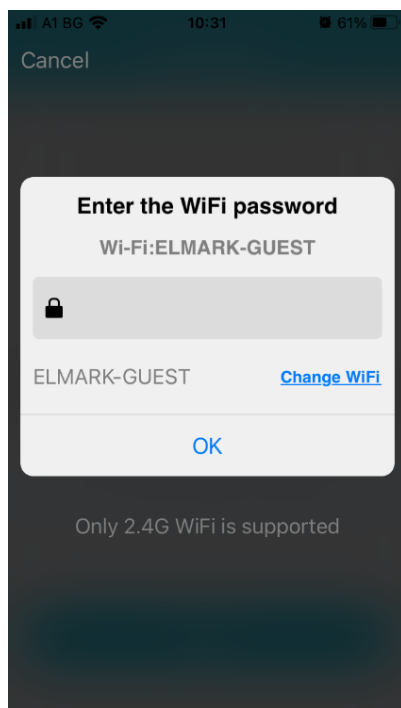 A1 BG 10:31 61%
Cancel
Enter the WiFi password
Wi-Fi:ELMARK-GUEST
ELMARK-GUEST Change WiFi
OK
Only 2.4G WiFi is supported